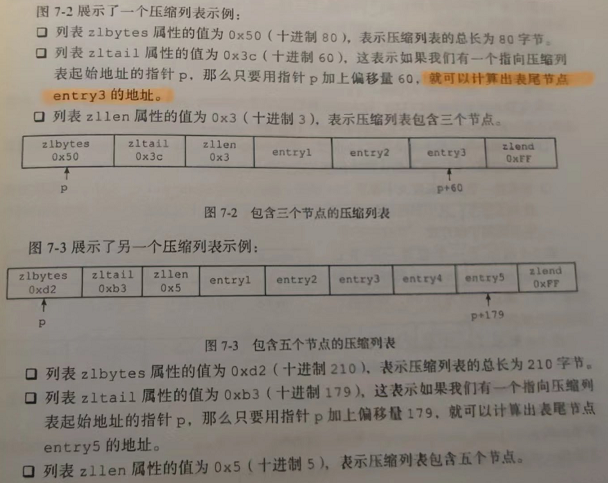 图 7-2 展示了一个压缩列表示例:
❑ 列表 zlbytes 属性的值为 0x50 (十进制 80), 表示压缩列表的总长为 80 字节。
❑ 列表 zltail 属性的值为 0x3c (十进制 60), 这表示如果我们有一个指向压缩列
表起始地址的指针 p, 那么只要用指针 p 加上偏移量 60, 就可以计算出表尾节点
entry3 的地址。
❑ 列表 zllen 属性的值为 0x3 (十进制 3), 表示压缩列表包含三个节点。
zlbytes zltail zllen entry1 entry2 entry3 zlend
0x50 0x3c 0x3 0xFF
p p+60
图 7-2 包含三个节点的压缩列表
图 7-3 展示了另一个压缩列表示例:
zlbytes zltail zllen entry1 entry2 entry3 entry4 entry5 zlend
0xd2 0xb3 0x5 0xFF
p p+179
图 7-3 包含五个节点的压缩列表
❑ 列表 zlbytes 属性的值为 0xd2 (十进制 210), 表示压缩列表的总长为 210 字节。
❑ 列表 zltail 属性的值为 0xb3 (十进制 179), 这表示如果我们有一个指向压缩列
表起始地址的指针 p, 那么只要用指针 p 加上偏移量 179, 就可以计算出表尾节点
entry5 的地址。
❑ 列表 zllen 属性的值为 0x5 (十进制 5), 表示压缩列表包含五个节点。